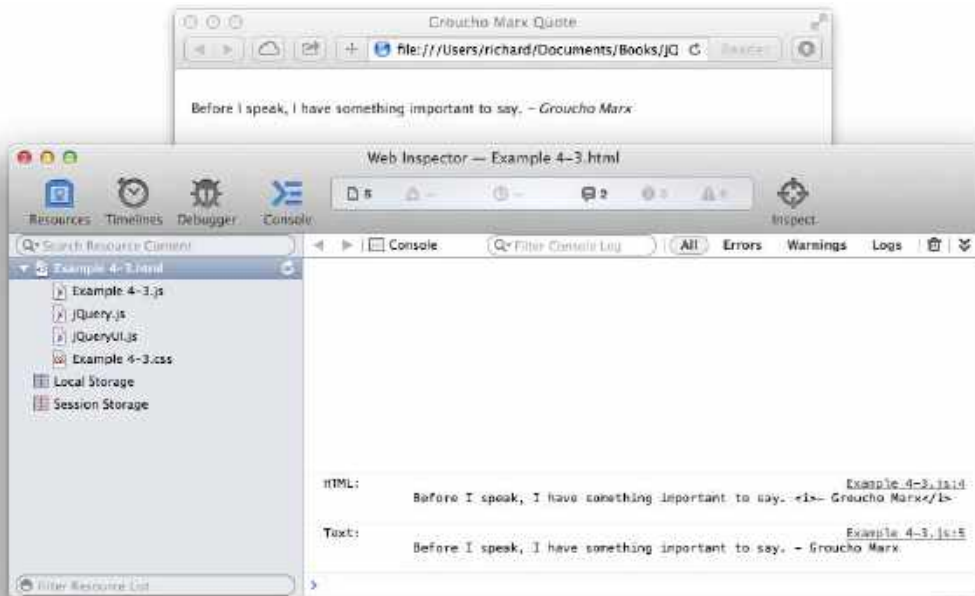 Groucho Marx Quote
file:///Users/richard/Documents/Books/jQ
Reader
Before I speak, I have something important to say. – Groucho Marx
Web Inspector — Example 4-3.html
Resources Timelines Debugger Console
5
2
Inspect
Search Resource Content
Console
Filter Console Log
All Errors Warnings Logs
Example 4-3.html
Example 4-3.js
jQuery.js
jQueryUI.js
Example 4-3.css
Local Storage
Session Storage
HTML: Example 4-3.js:4
Before I speak, I have something important to say. <i>– Groucho Marx</i>
Text: Example 4-3.js:5
Before I speak, I have something important to say. – Groucho Marx
Filter Resource List